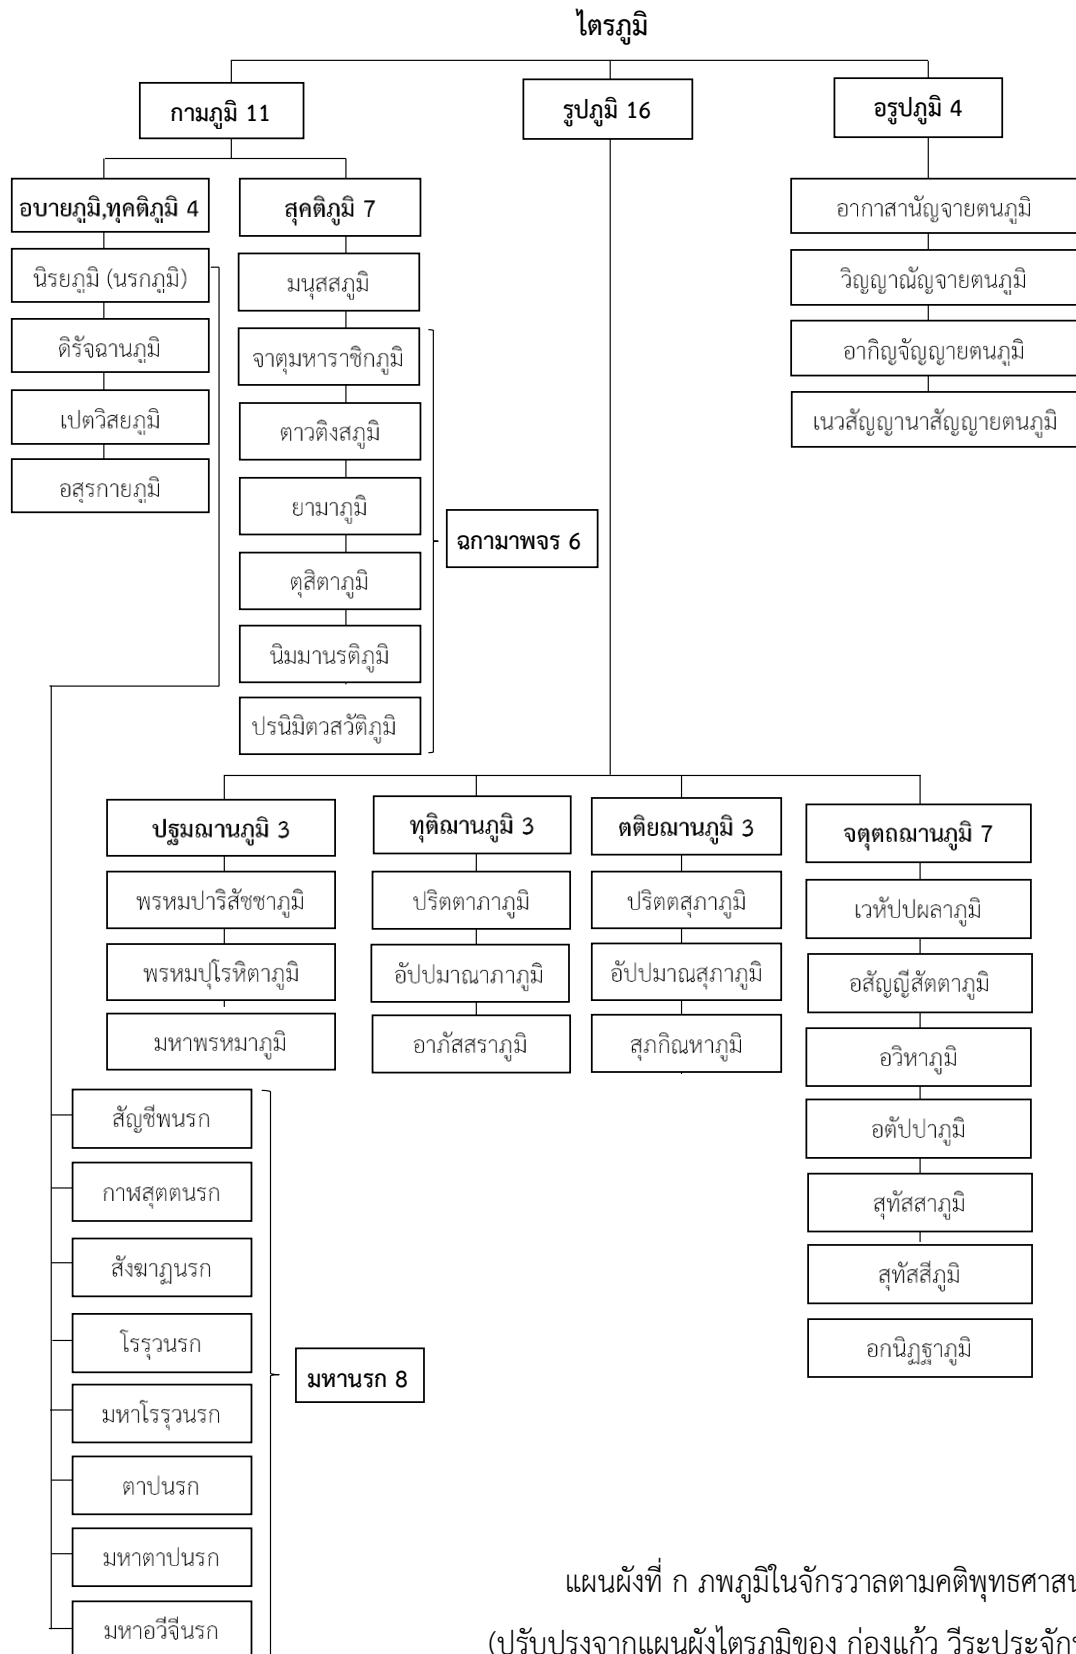 ไตรภูมิ
กามภูมิ 11
รูปภูมิ 16
อรูปภูมิ 4
อบายภูมิ,ทุคติภูมิ 4
นิรยภูมิ (นรกภูมิ)
ดิรัจฉานภูมิ
เปตวิสยภูมิ
อสุรกายภูมิ
สุคติภูมิ 7
มนุสสภูมิ
จาตุมหาราชิกภูมิ
ตาวติงสภูมิ
ยามาภูมิ
ตุสิตาภูมิ
นิมมานรติภูมิ
ปรนิมิตวสวัติภูมิ
ฉกามาพจร 6
อากาสานัญจายตนภูมิ
วิญญาณัญจายตนภูมิ
อากิญจัญญายตนภูมิ
เนวสัญญานาสัญญายตนภูมิ
ปฐมฌานภูมิ 3
พรหมปาริสัชชาภูมิ
พรหมปุโรหิตาภูมิ
มหาพรหมาภูมิ
ทุติฌานภูมิ 3
ปริตตาภาภูมิ
อัปปมาณาภาภูมิ
อาภัสสราภูมิ
ตติยฌานภูมิ 3
ปริตตสุภาภูมิ
อัปปมาณสุภาภูมิ
สุภกิณหาภูมิ
จตุตถฌานภูมิ 7
เวหัปปผลาภูมิ
อสัญญีสัตตาภูมิ
อวิหาภูมิ
อตัปปาภูมิ
สุทัสสาภูมิ
สุทัสสีภูมิ
อกนิฏฐาภูมิ
สัญชีพนรก
กาฬสุตตนรก
สังฆาฏนรก
โรรุวนรก
มหาโรรุวนรก
ตาปนรก
มหาตาปนรก
มหาอวีจีนรก
มหานรก 8
แผนผังที่ ก ภพภูมิในจักรวาลตามคติพุทธศาสน
(ปรับปรุงจากแผนผังไตรภูมิของ ก่องแก้ว วีระประจักษ